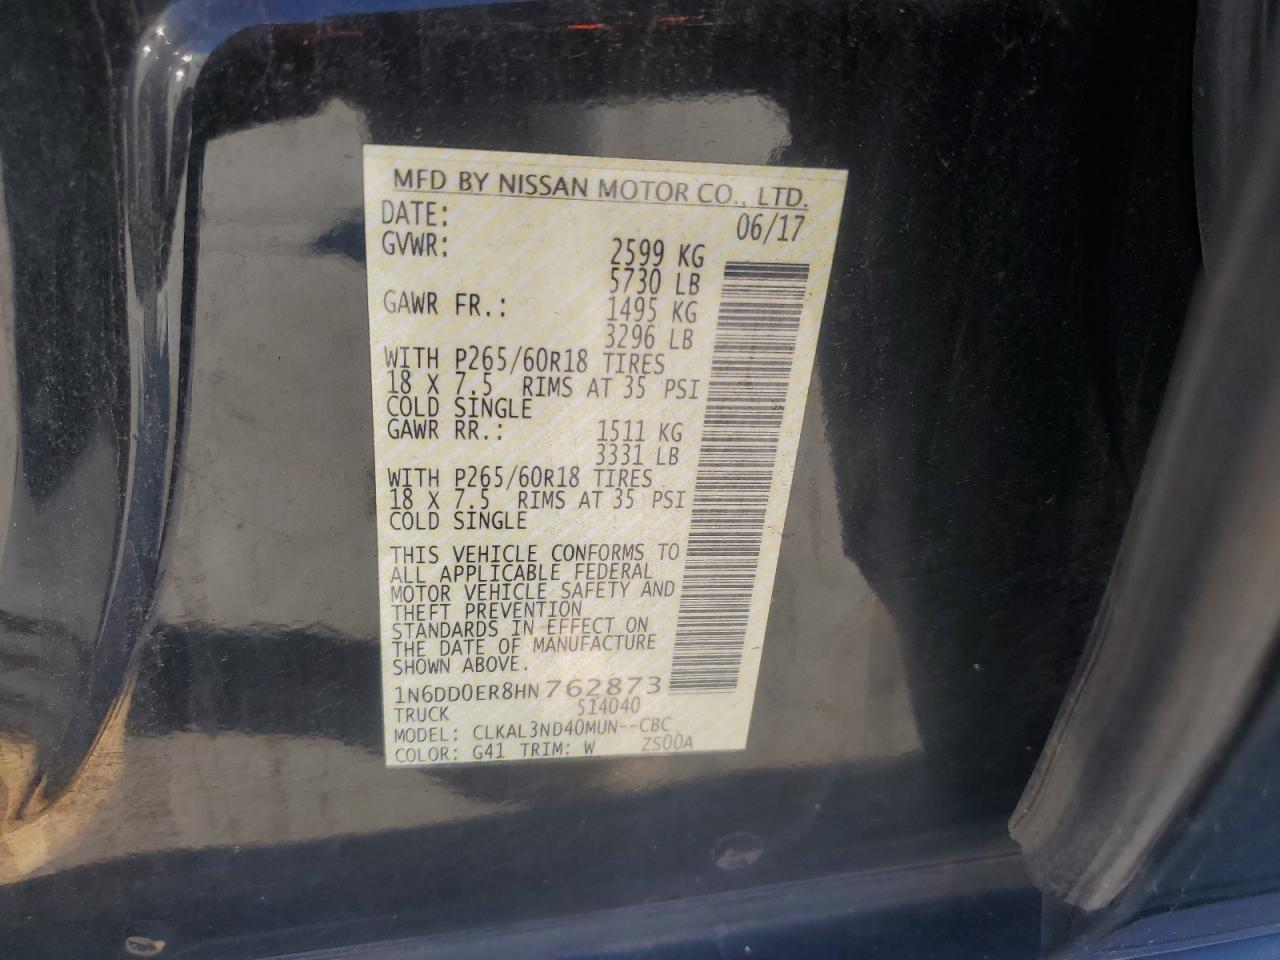 MFD BY NISSAN MOTOR CO., LTD.
DATE: 06/17
GVWR: 2599 KG
5730 LB
GAWR FR.: 1495 KG
3296 LB
WITH P265/60R18 TIRES
18 X 7.5 RIMS AT 35 PSI
COLD SINGLE
GAWR RR.: 1511 KG
3331 LB
WITH P265/60R18 TIRES
18 X 7.5 RIMS AT 35 PSI
COLD SINGLE
THIS VEHICLE CONFORMS TO
ALL APPLICABLE FEDERAL
MOTOR VEHICLE SAFETY AND
THEFT PREVENTION
STANDARDS IN EFFECT ON
THE DATE OF MANUFACTURE
SHOWN ABOVE.
1N6DD0ER8HN762873
TRUCK 514040
MODEL: CLKAL3ND40MUN--CBC
COLOR: G41 TRIM: W ZS00A